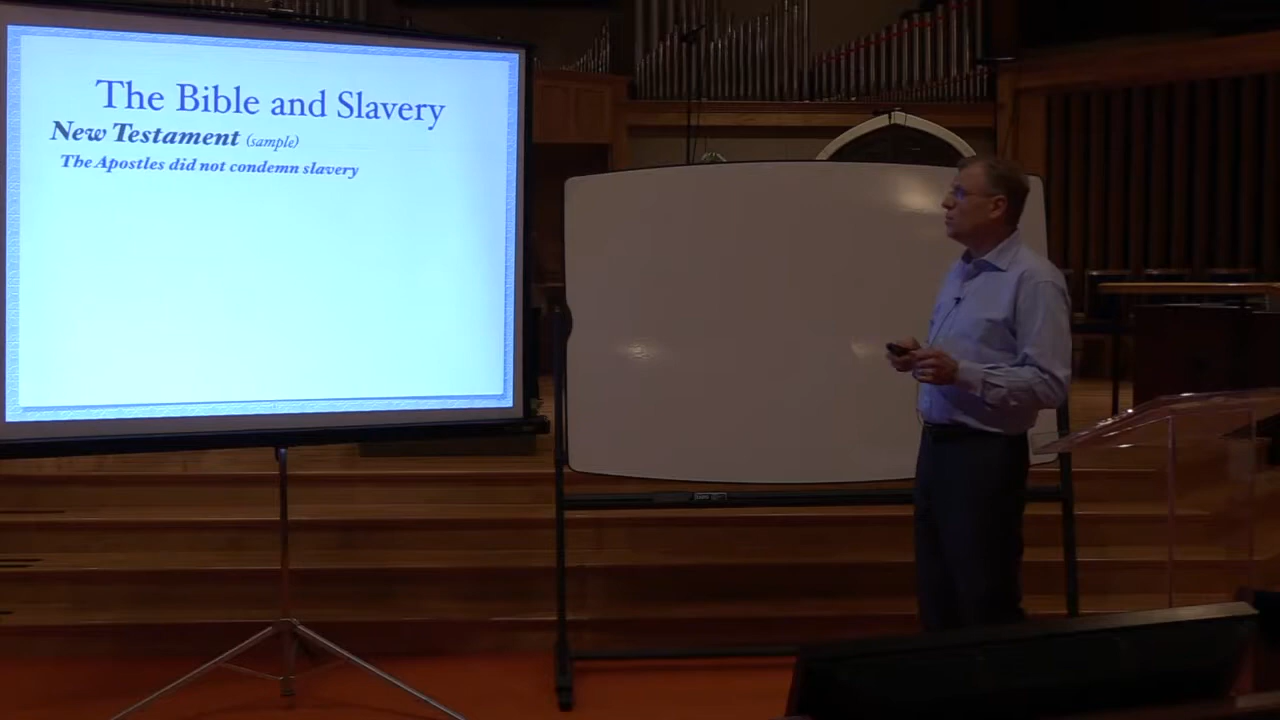 The Bible and Slavery
New Testament (sample)
The Apostles did not condemn slavery